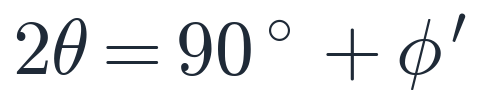 2θ = 90° + ϕ′